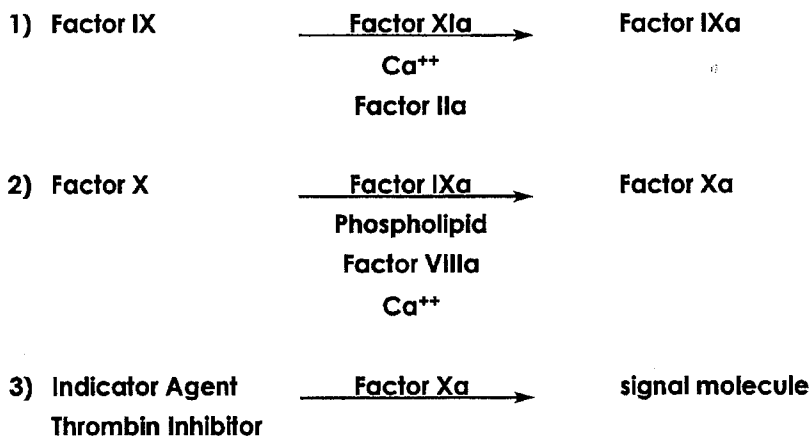 1) Factor IX Factor XIa Factor IXa
Ca++
Factor IIa
2) Factor X Factor IXa Factor Xa
Phospholipid
Factor VIIIa
Ca++
3) Indicator Agent Factor Xa signal molecule
Thrombin Inhibitor